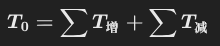 T₀ = ∑ T增 + ∑ T减